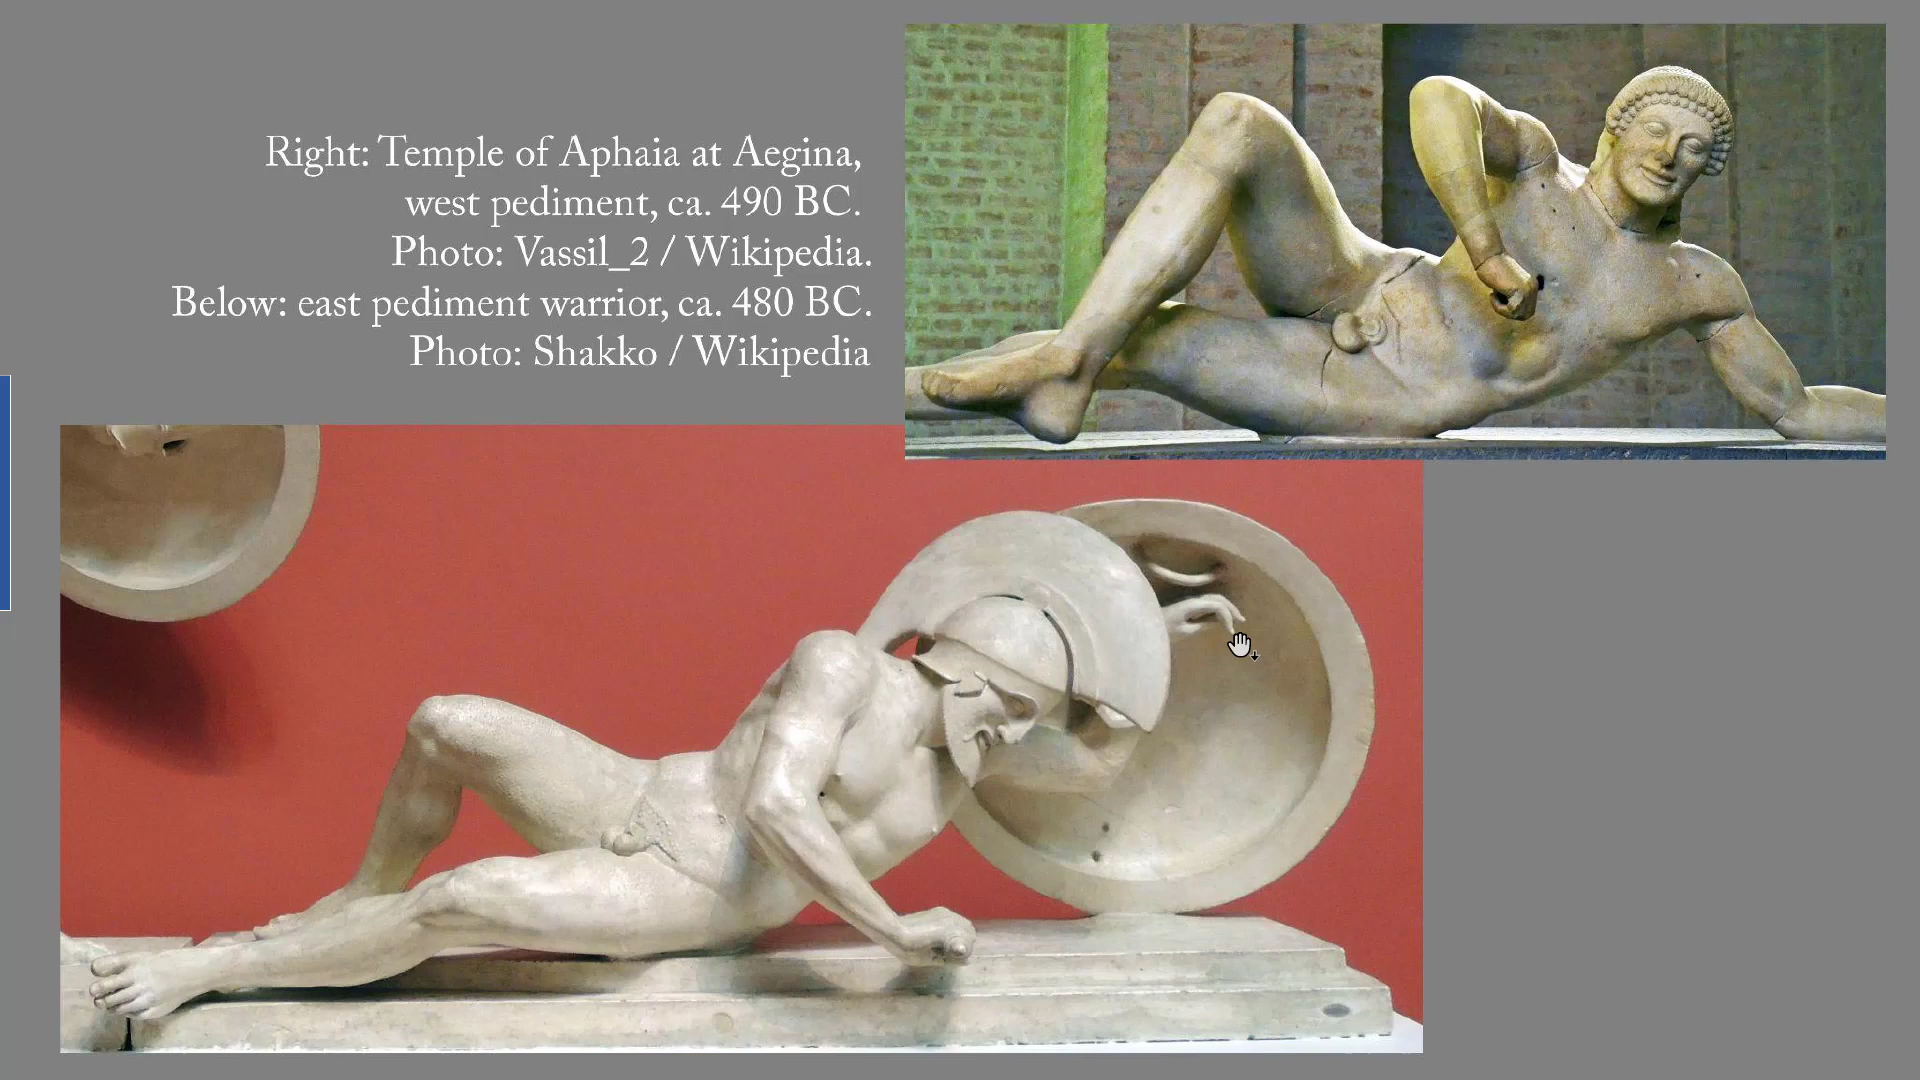 Right: Temple of Aphaia at Aegina,
west pediment, ca. 490 BC.
Photo: Vassil_2 / Wikipedia.
Below: east pediment warrior, ca. 480 BC.
Photo: Shakko / Wikipedia